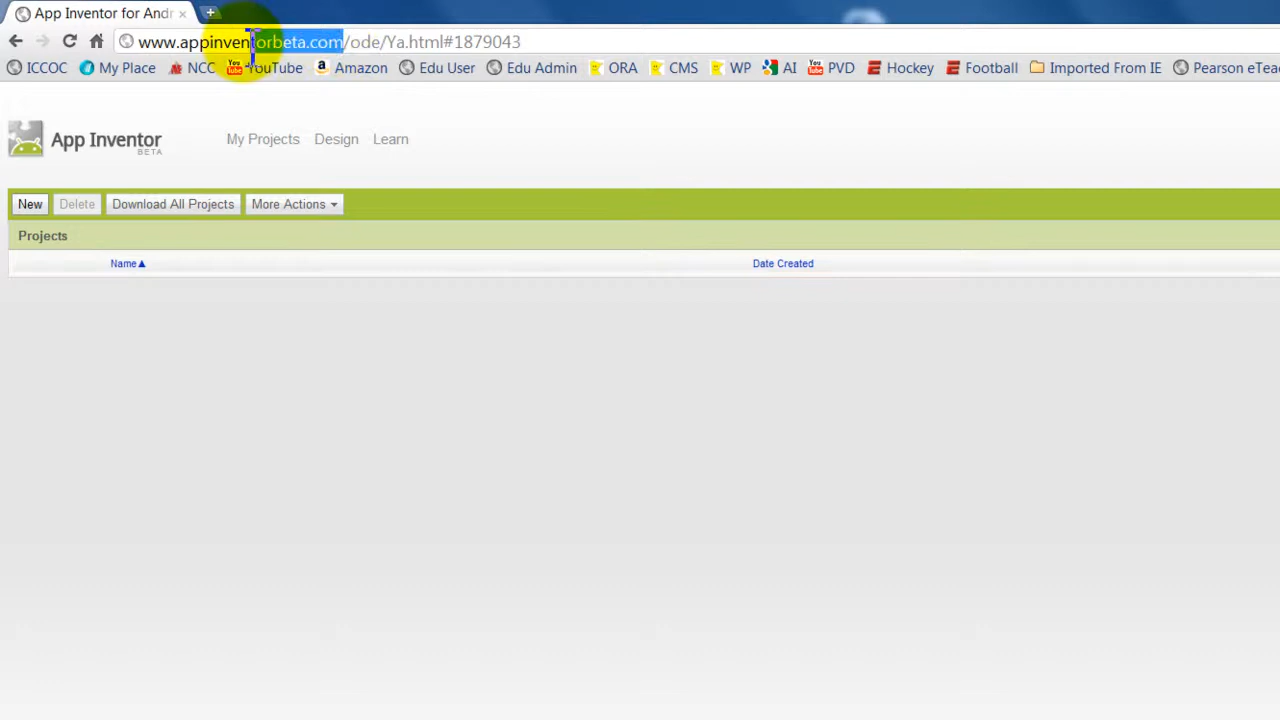 App Inventor for Andr
www.appinventorbeta.com/ode/Ya.html#1879043
ICCOC My Place NCC YouTube Amazon Edu User Edu Admin ORA CMS WP AI PVD Hockey Football Imported From IE Pearson eTeac
App Inventor
BETA
My Projects Design Learn
New Delete Download All Projects More Actions
Projects
Name Date Created